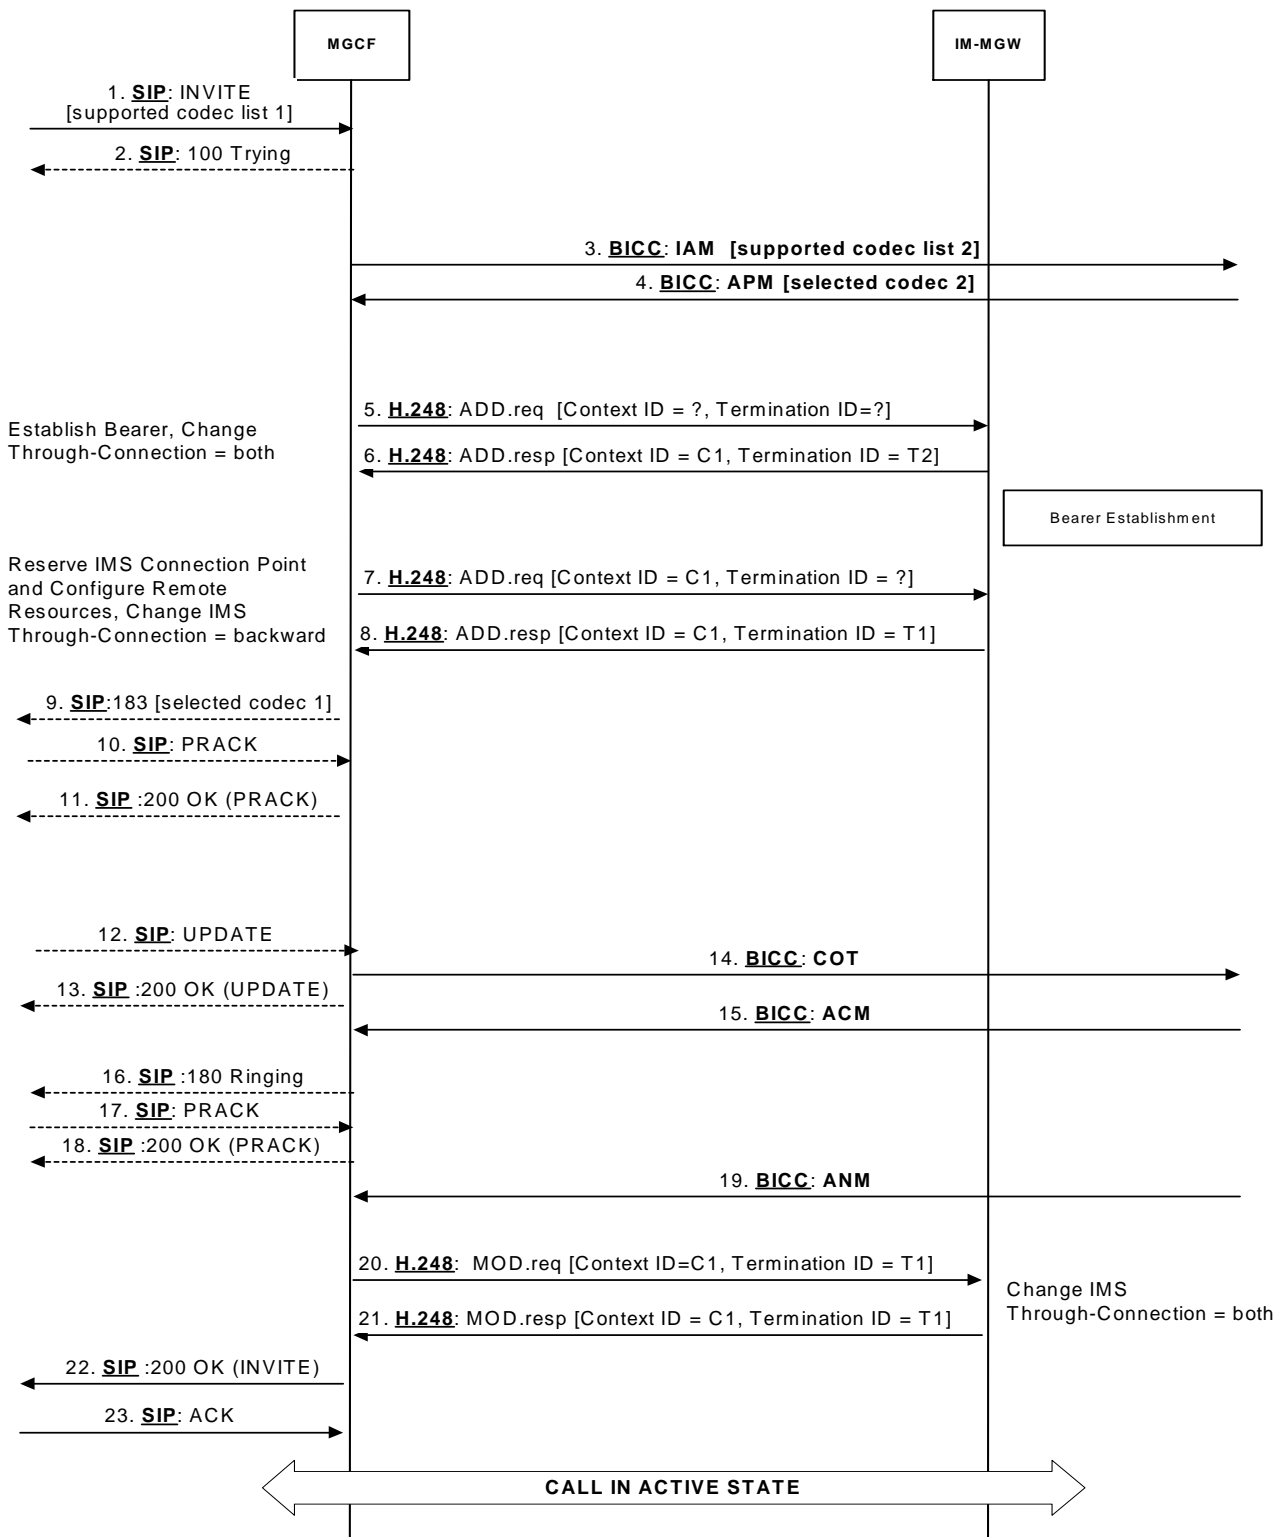 MGCF
IM-MGW
1. SIP: INVITE
[supported codec list 1]
2. SIP: 100 Trying
3. BICC: IAM [supported codec list 2]
4. BICC: APM [selected codec 2]
5. H.248: ADD.req [Context ID = ?, Termination ID=?]
Establish Bearer, Change
Through-Connection = both
6. H.248: ADD.resp [Context ID = C1, Termination ID = T2]
Bearer Establishment
Reserve IMS Connection Point
and Configure Remote
Resources, Change IMS
Through-Connection = backward
7. H.248: ADD.req [Context ID = C1, Termination ID = ?]
8. H.248: ADD.resp [Context ID = C1, Termination ID = T1]
9. SIP:183 [selected codec 1]
10. SIP: PRACK
11. SIP :200 OK (PRACK)
12. SIP: UPDATE
14. BICC: COT
13. SIP :200 OK (UPDATE)
15. BICC: ACM
16. SIP :180 Ringing
17. SIP: PRACK
18. SIP :200 OK (PRACK)
19. BICC: ANM
20. H.248: MOD.req [Context ID=C1, Termination ID = T1]
Change IMS
Through-Connection = both
21. H.248: MOD.resp [Context ID = C1, Termination ID = T1]
22. SIP :200 OK (INVITE)
23. SIP: ACK
CALL IN ACTIVE STATE